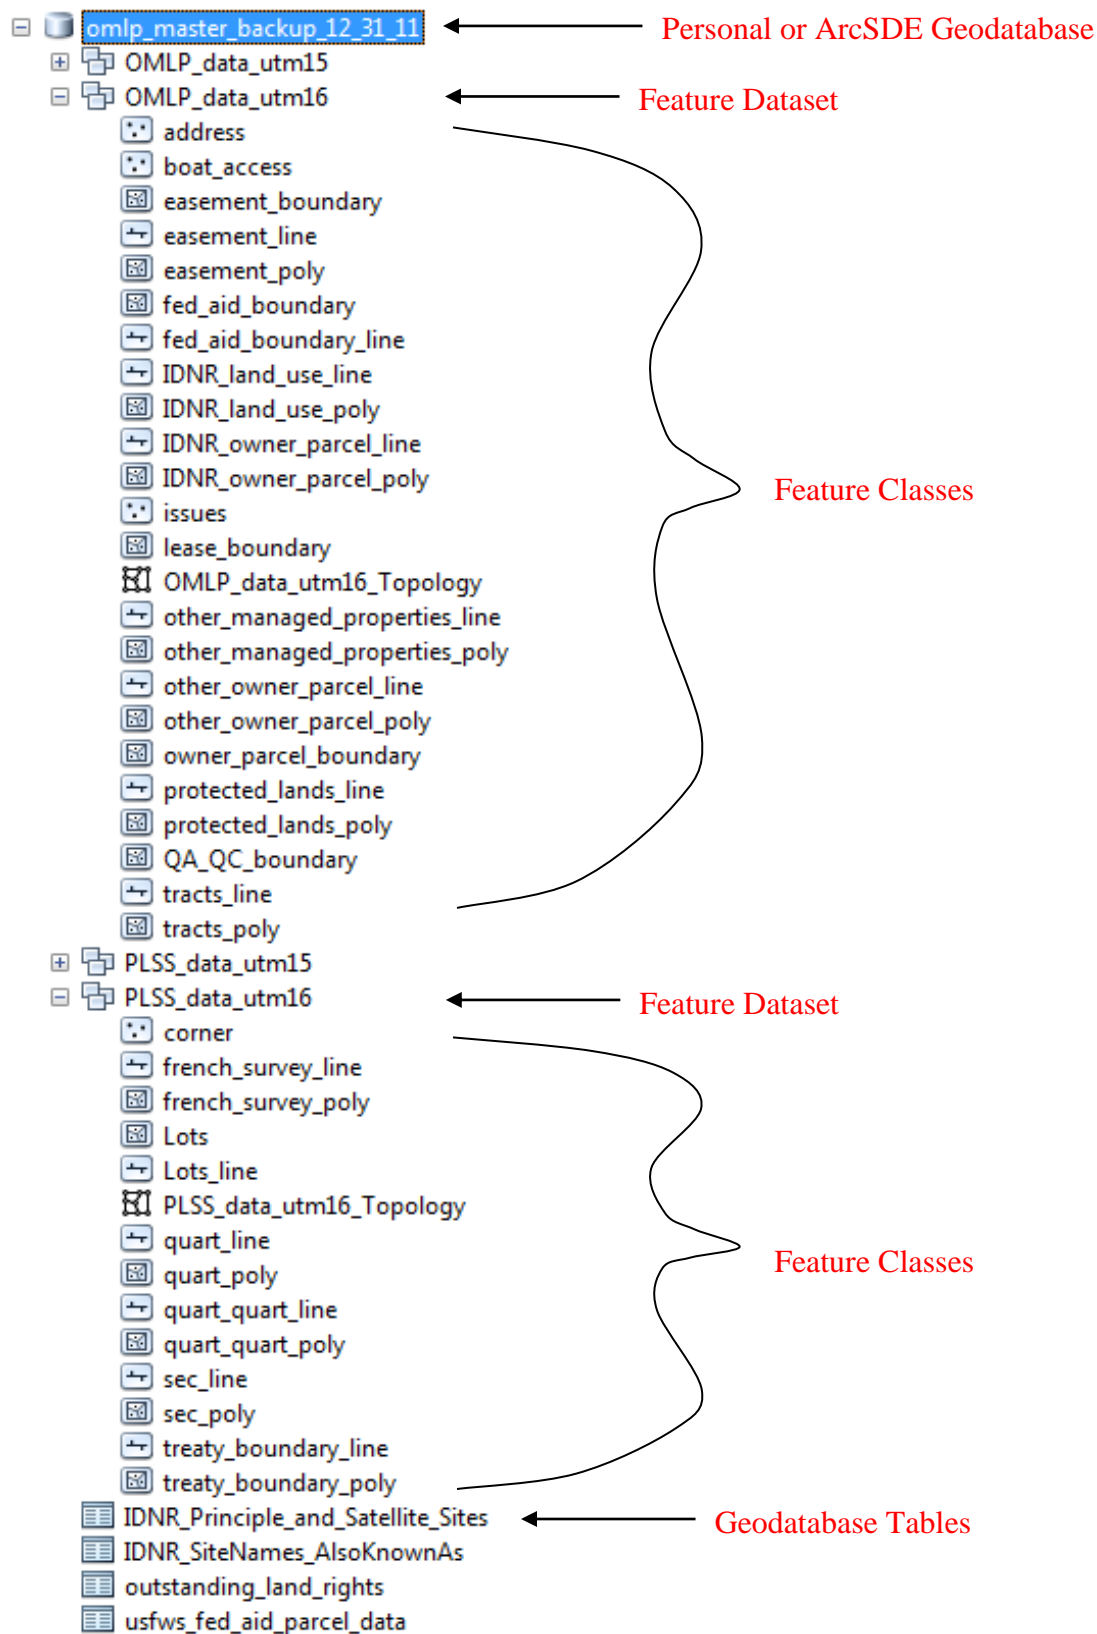 omlp_master_backup_12_31_11 Personal or ArcSDE Geodatabase
OMLP_data_utm15
OMLP_data_utm16 Feature Dataset
address
boat_access
easement_boundary
easement_line
easement_poly
fed_aid_boundary
fed_aid_boundary_line
IDNR_land_use_line
IDNR_land_use_poly
IDNR_owner_parcel_line
IDNR_owner_parcel_poly Feature Classes
issues
lease_boundary
OMLP_data_utm16_Topology
other_managed_properties_line
other_managed_properties_poly
other_owner_parcel_line
other_owner_parcel_poly
owner_parcel_boundary
protected_lands_line
protected_lands_poly
QA_QC_boundary
tracts_line
tracts_poly
PLSS_data_utm15
PLSS_data_utm16 Feature Dataset
corner
french_survey_line
french_survey_poly
Lots
Lots_line
PLSS_data_utm16_Topology
quart_line
quart_poly Feature Classes
quart_quart_line
quart_quart_poly
sec_line
sec_poly
treaty_boundary_line
treaty_boundary_poly
IDNR_Principle_and_Satellite_Sites Geodatabase Tables
IDNR_SiteNames_AlsoKnownAs
outstanding_land_rights
usfws_fed_aid_parcel_data